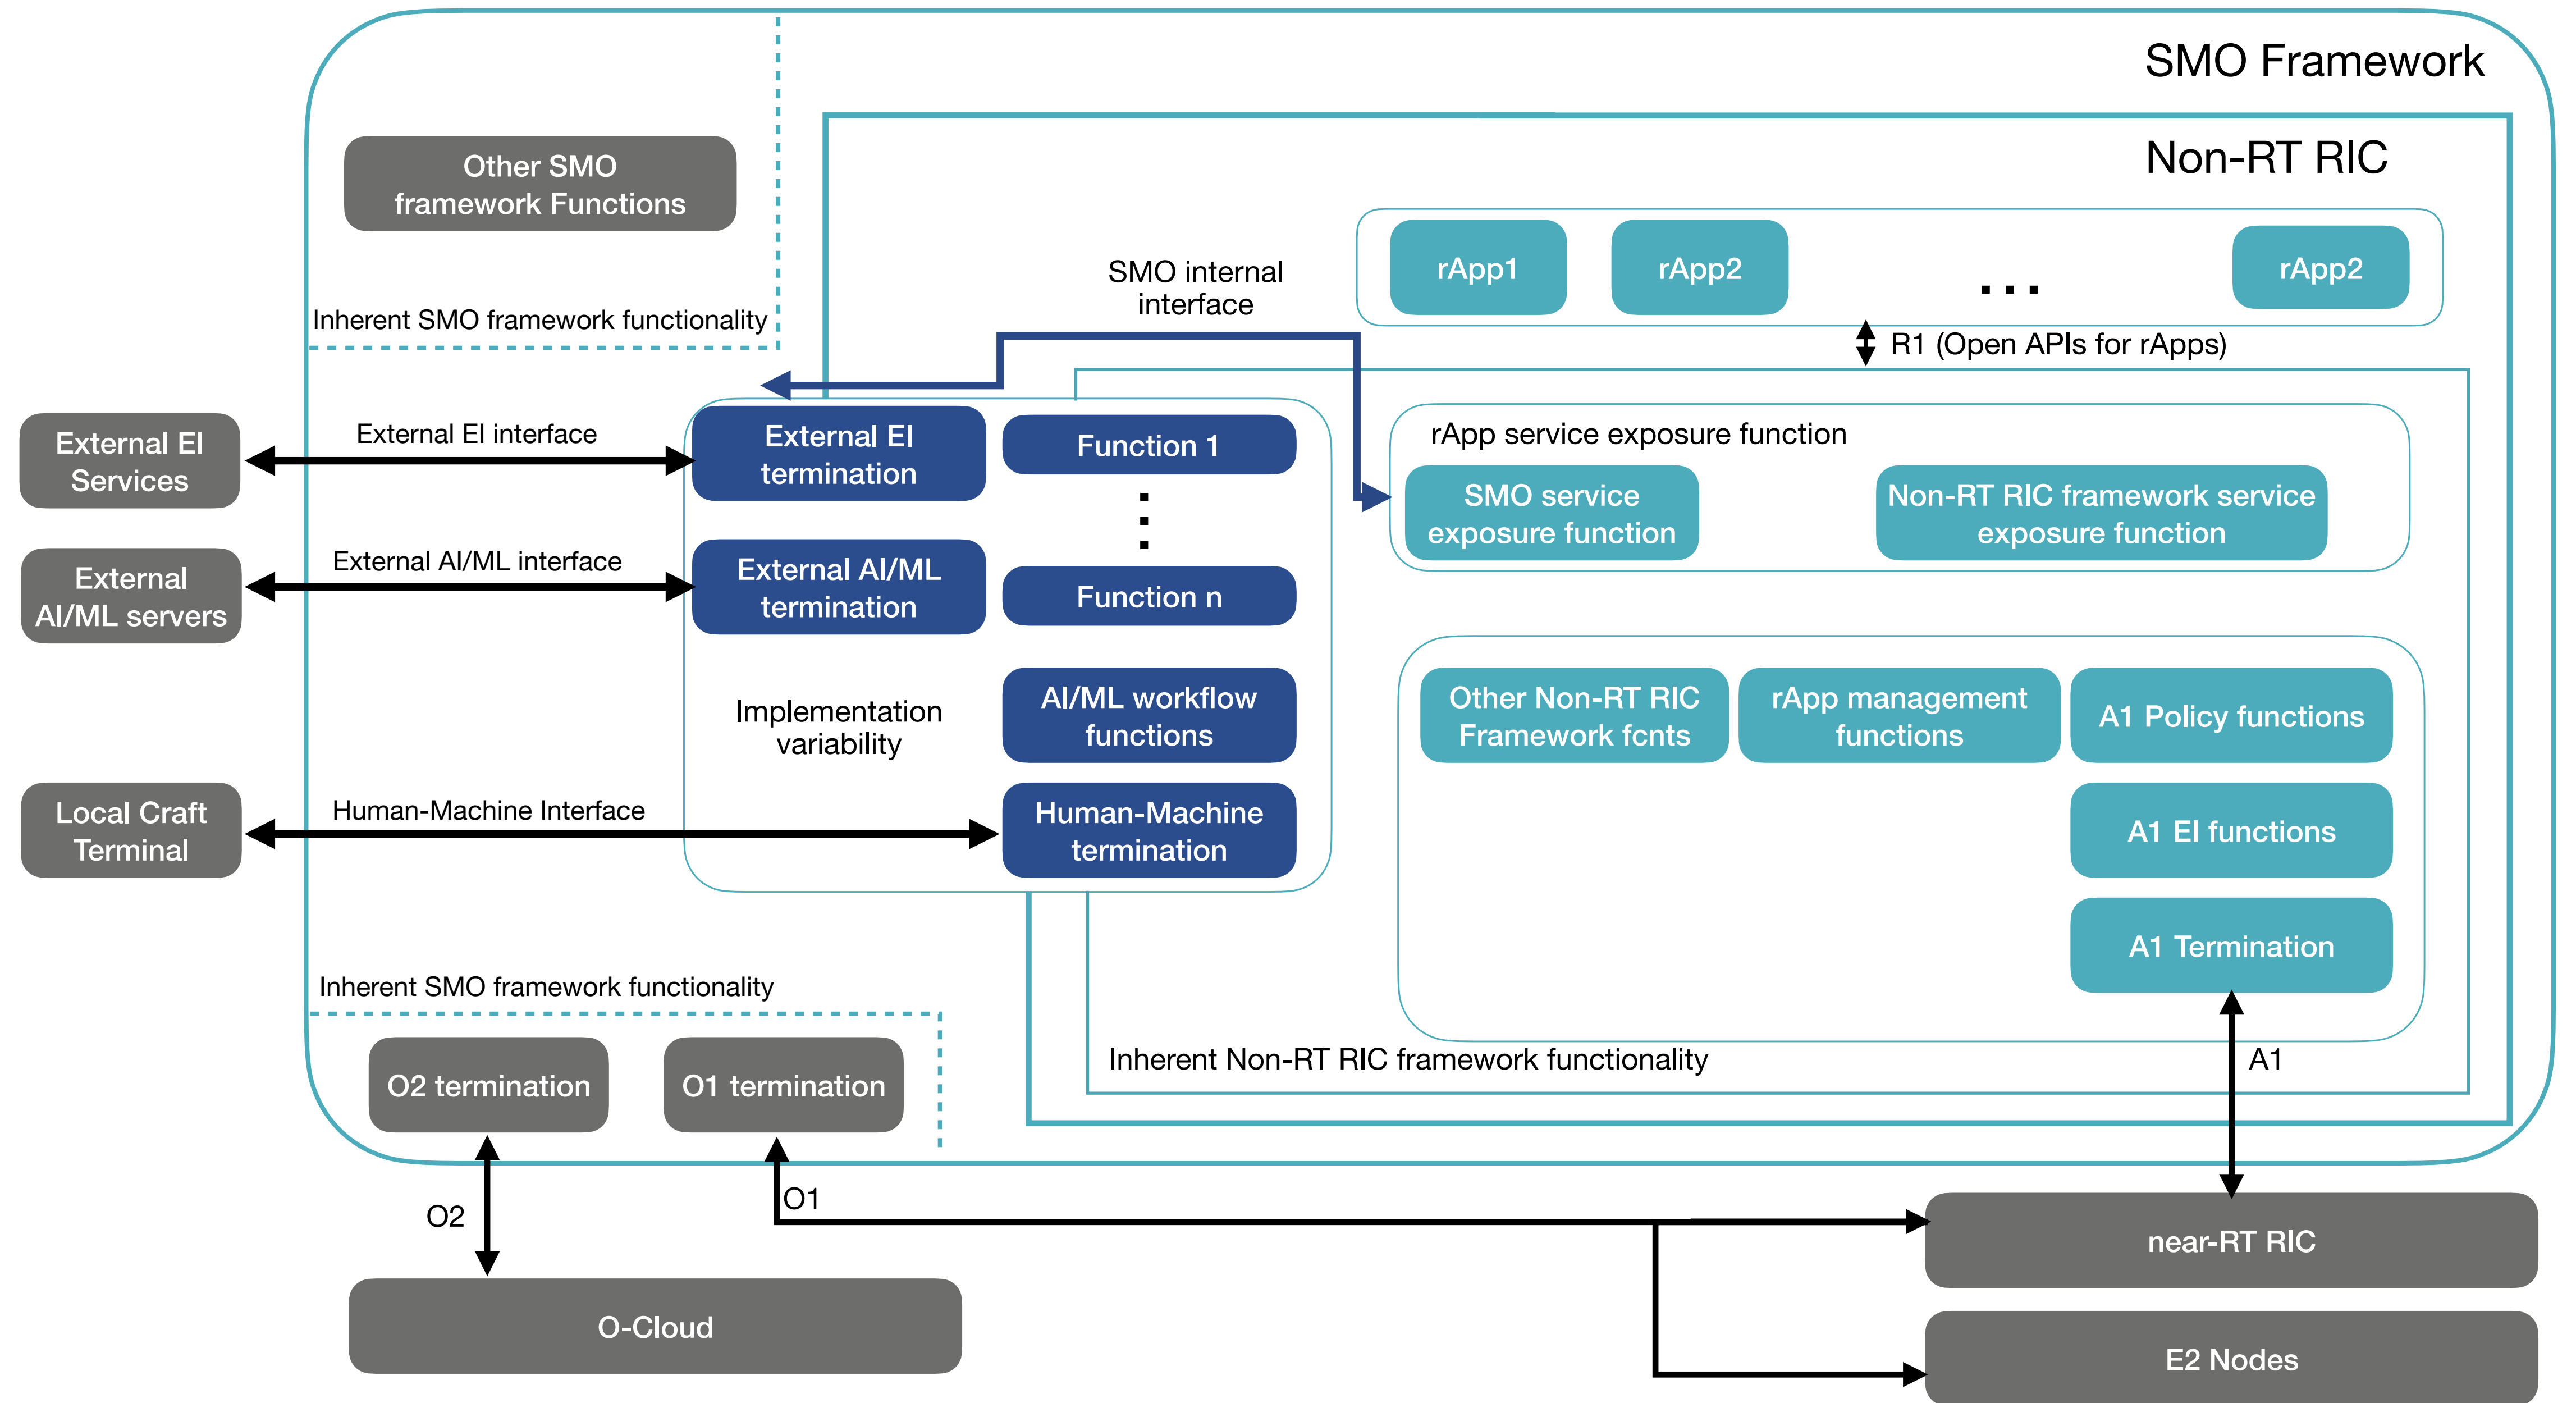 SMO Framework
Non-RT RIC
Other SMO
framework Functions
Inherent SMO framework functionality
SMO internal
interface
rApp1
rApp2
...
rApp2
R1 (Open APIs for rApps)
External EI
Services
External EI interface
External EI
termination
Function 1
rApp service exposure function
SMO service
exposure function
Non-RT RIC framework service
exposure function
External
AI/ML servers
External AI/ML interface
External AI/ML
termination
Function n
Implementation
variability
AI/ML workflow
functions
Other Non-RT RIC
Framework fcnts
rApp management
functions
A1 Policy functions
Local Craft
Terminal
Human-Machine Interface
Human-Machine
termination
A1 EI functions
A1 Termination
Inherent SMO framework functionality
O2 termination
O1 termination
Inherent Non-RT RIC framework functionality
A1
O2
O1
near-RT RIC
O-Cloud
E2 Nodes